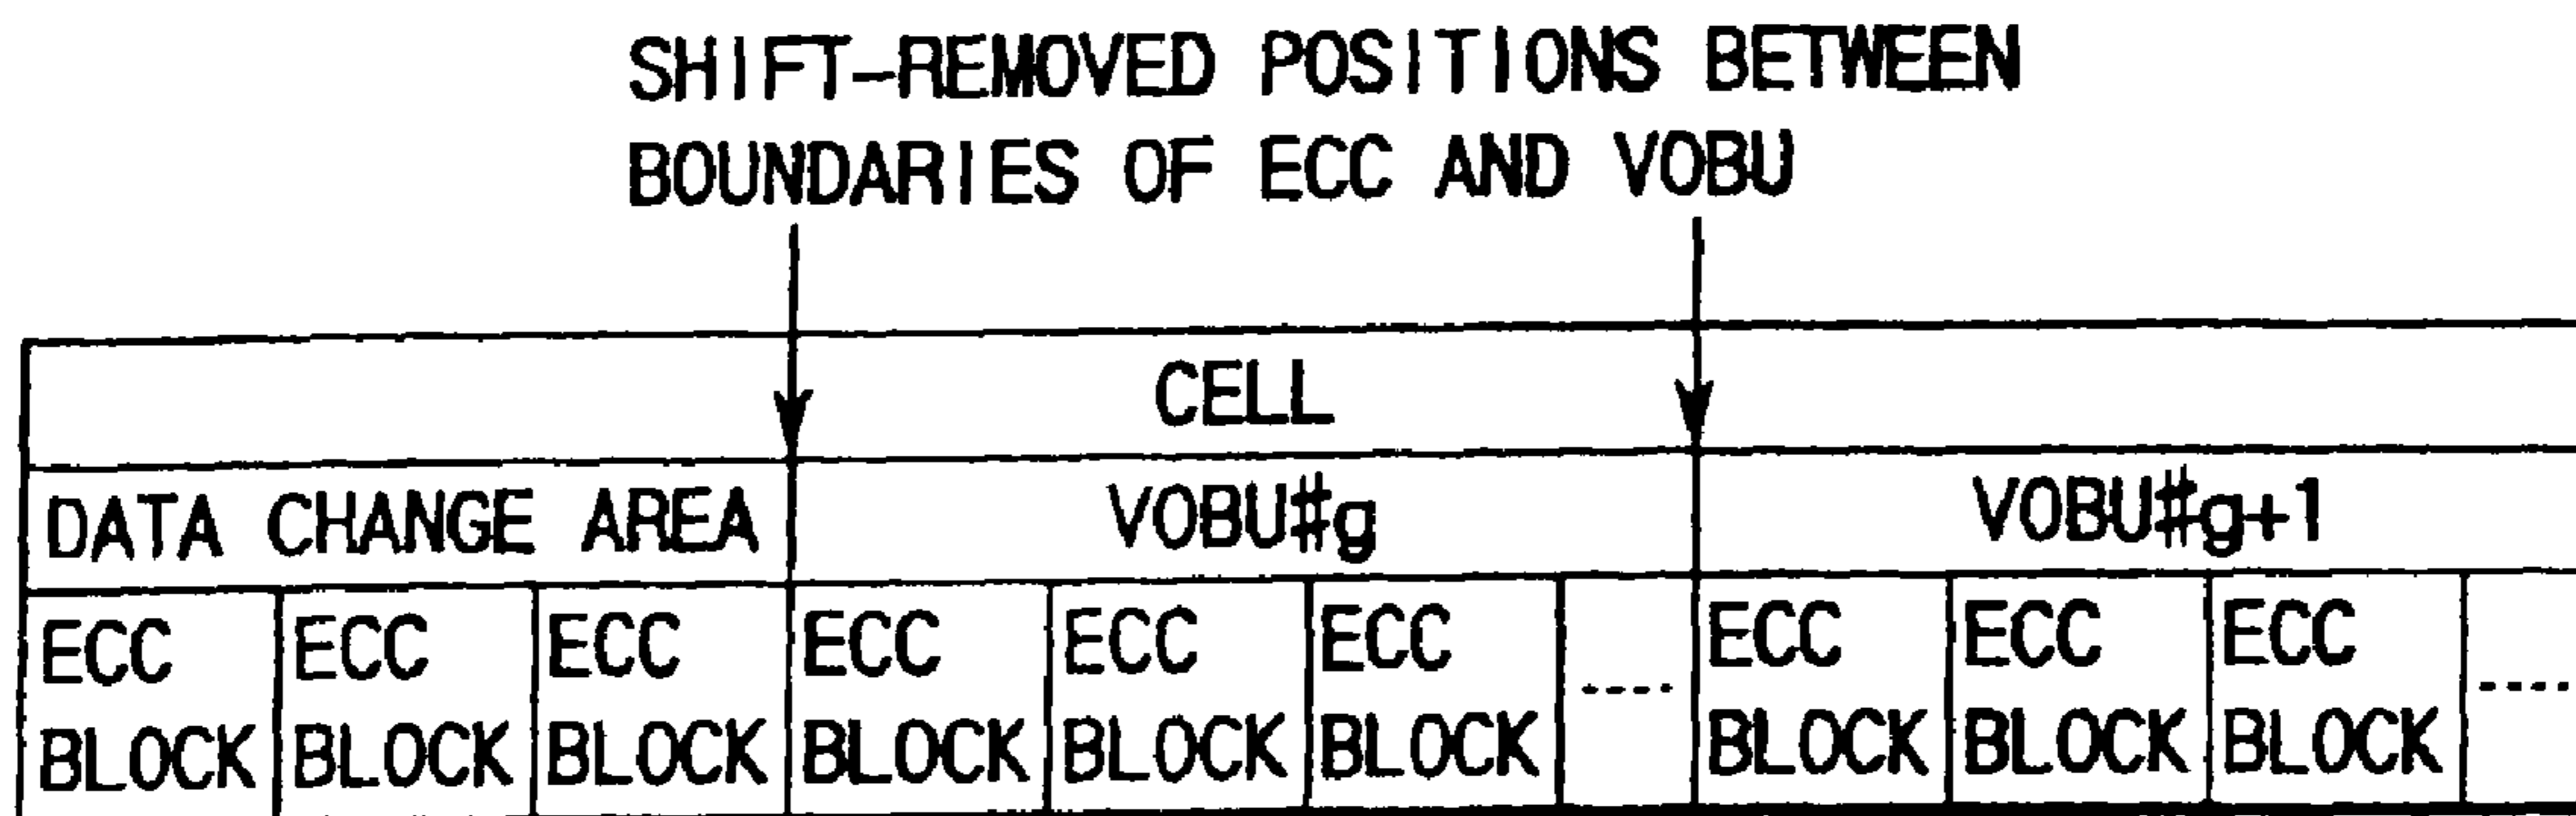 SHIFT-REMOVED POSITIONS BETWEEN
BOUNDARIES OF ECC AND VOBU
CELL
DATA CHANGE AREA VOBU#g VOBU#g+1
ECC ECC ECC ECC ECC ECC ---- ECC ECC ECC ----
BLOCK BLOCK BLOCK BLOCK BLOCK BLOCK BLOCK BLOCK BLOCK